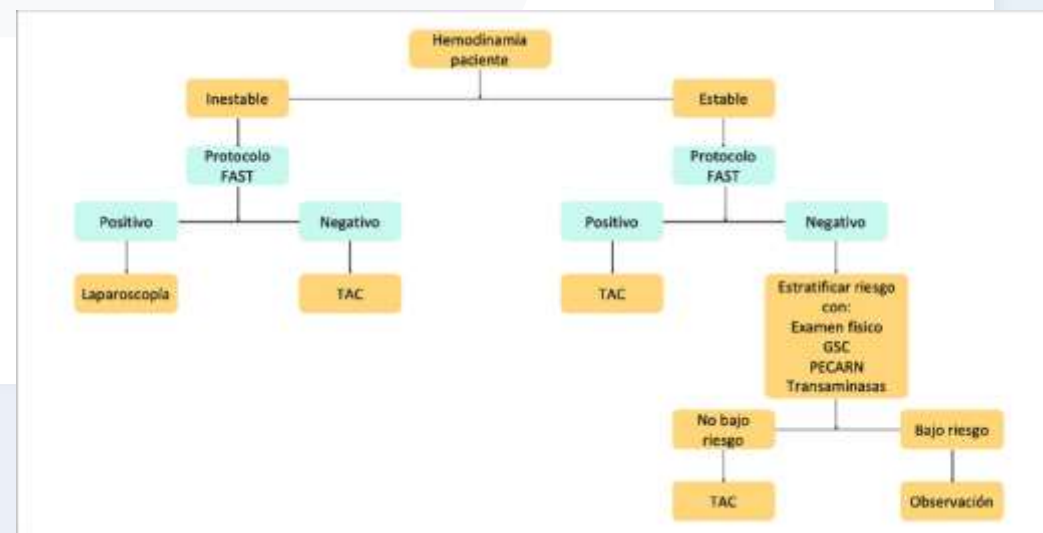 Hemodinamia
paciente
Inestable
Estable
Protocolo
FAST
Protocolo
FAST
Positivo
Negativo
Positivo
Negativo
Laparoscopía
TAC
TAC
Estratificar riesgo
con:
Examen físico
GSC
PECARN
Transaminasas
No bajo
riesgo
Bajo riesgo
TAC
Observación